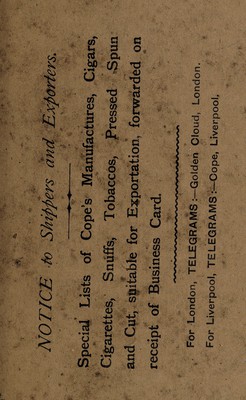 NOTICE to Shippers and Exporters.
Special Lists of Cope's Manufactures, Cigars,
Cigarettes, Snuffs, Tobaccos, Pressed Spun
and Cut, suitable for Exportation, forwarded on
receipt of Business Card.
For London, TELEGRAMS:—Golden Cloud, London.
For Liverpool, TELEGRAMS:—Cope, Liverpool,